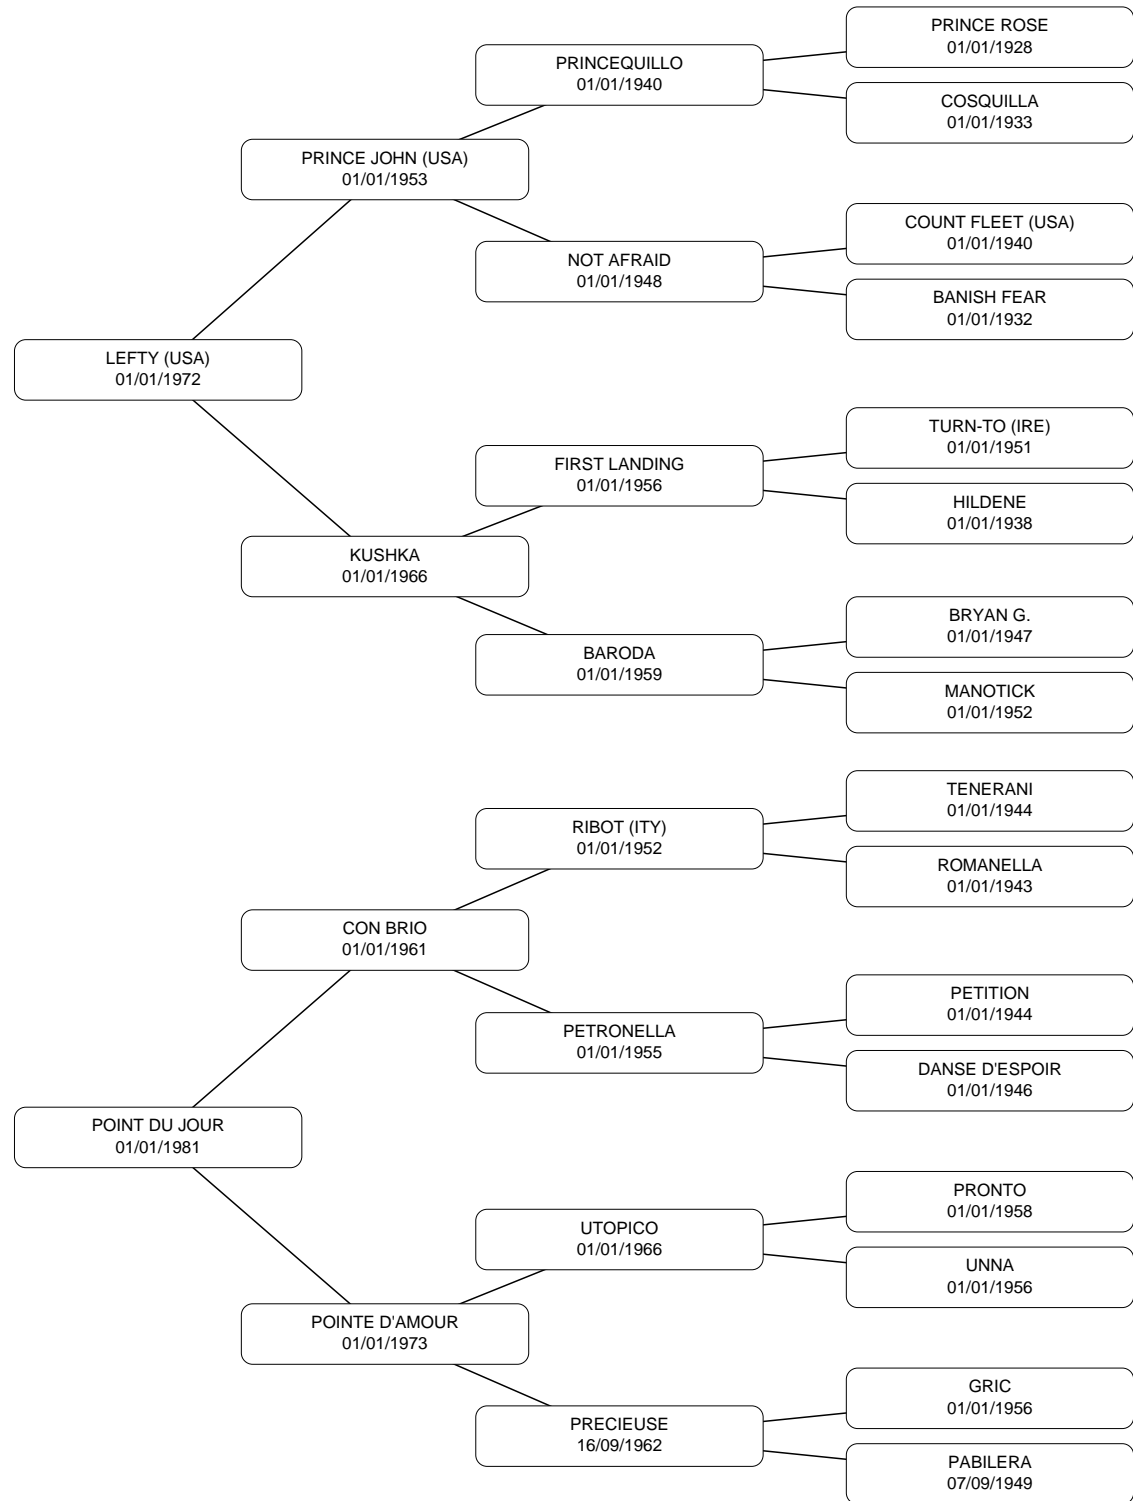 PRINCE ROSE
01/01/1928
PRINCEQUILLO
01/01/1940
COSQUILLA
01/01/1933
PRINCE JOHN (USA)
01/01/1953
COUNT FLEET (USA)
01/01/1940
NOT AFRAID
01/01/1948
BANISH FEAR
01/01/1932
LEFTY (USA)
01/01/1972
TURN-TO (IRE)
01/01/1951
FIRST LANDING
01/01/1956
HILDENE
01/01/1938
KUSHKA
01/01/1966
BRYAN G.
01/01/1947
BARODA
01/01/1959
MANOTICK
01/01/1952
TENERANI
01/01/1944
RIBOT (ITY)
01/01/1952
ROMANELLA
01/01/1943
CON BRIO
01/01/1961
PETITION
01/01/1944
PETRONELLA
01/01/1955
DANSE D'ESPOIR
01/01/1946
POINT DU JOUR
01/01/1981
PRONTO
01/01/1958
UTOPICO
01/01/1966
UNNA
01/01/1956
POINTE D'AMOUR
01/01/1973
GRIC
01/01/1956
PRECIEUSE
16/09/1962
PABILERA
07/09/1949